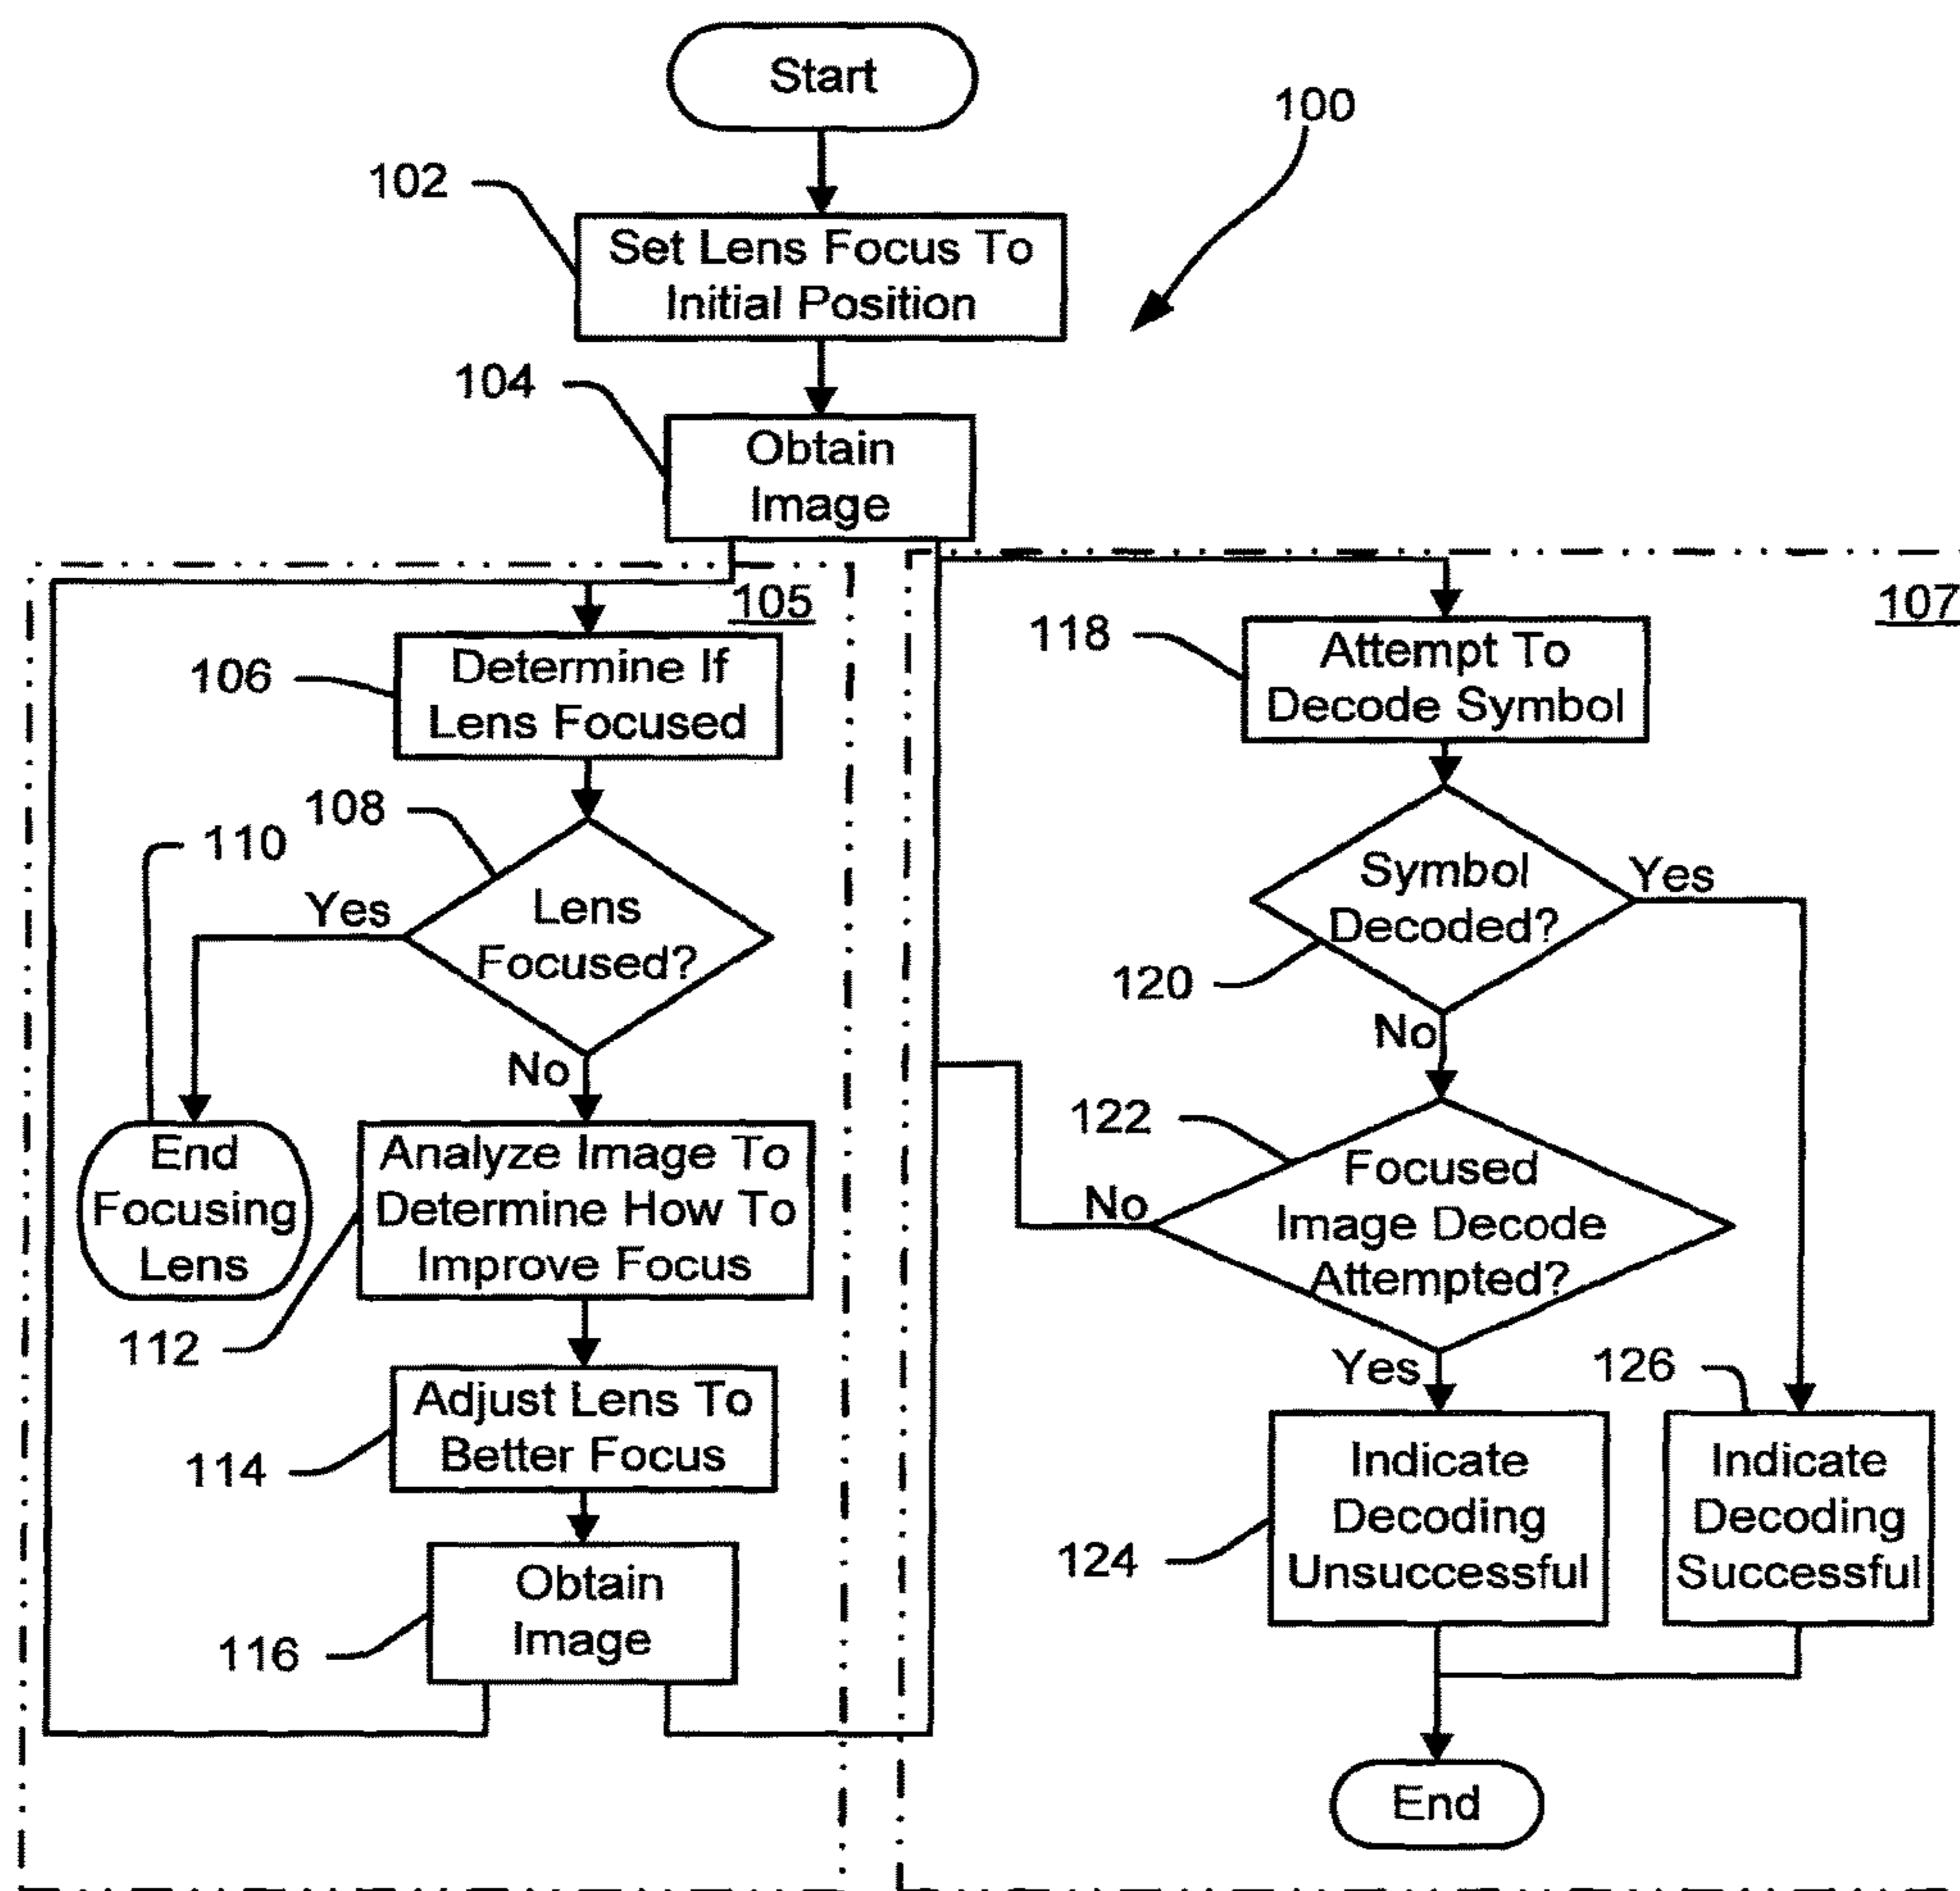 Start
100
102
Set Lens Focus To
Initial Position
104
Obtain
Image
105
107
106
Determine If
Lens Focused
108
110
Yes
Lens
Focused?
No
End
Focusing
Lens
Analyze Image To
Determine How To
Improve Focus
112
Adjust Lens To
Better Focus
114
Obtain
Image
116
118
Attempt To
Decode Symbol
Symbol
Decoded?
Yes
120
No
122
Focused
Image Decode
Attempted?
No
Yes
126
Indicate
Decoding
Unsuccessful
124
Indicate
Decoding
Successful
End